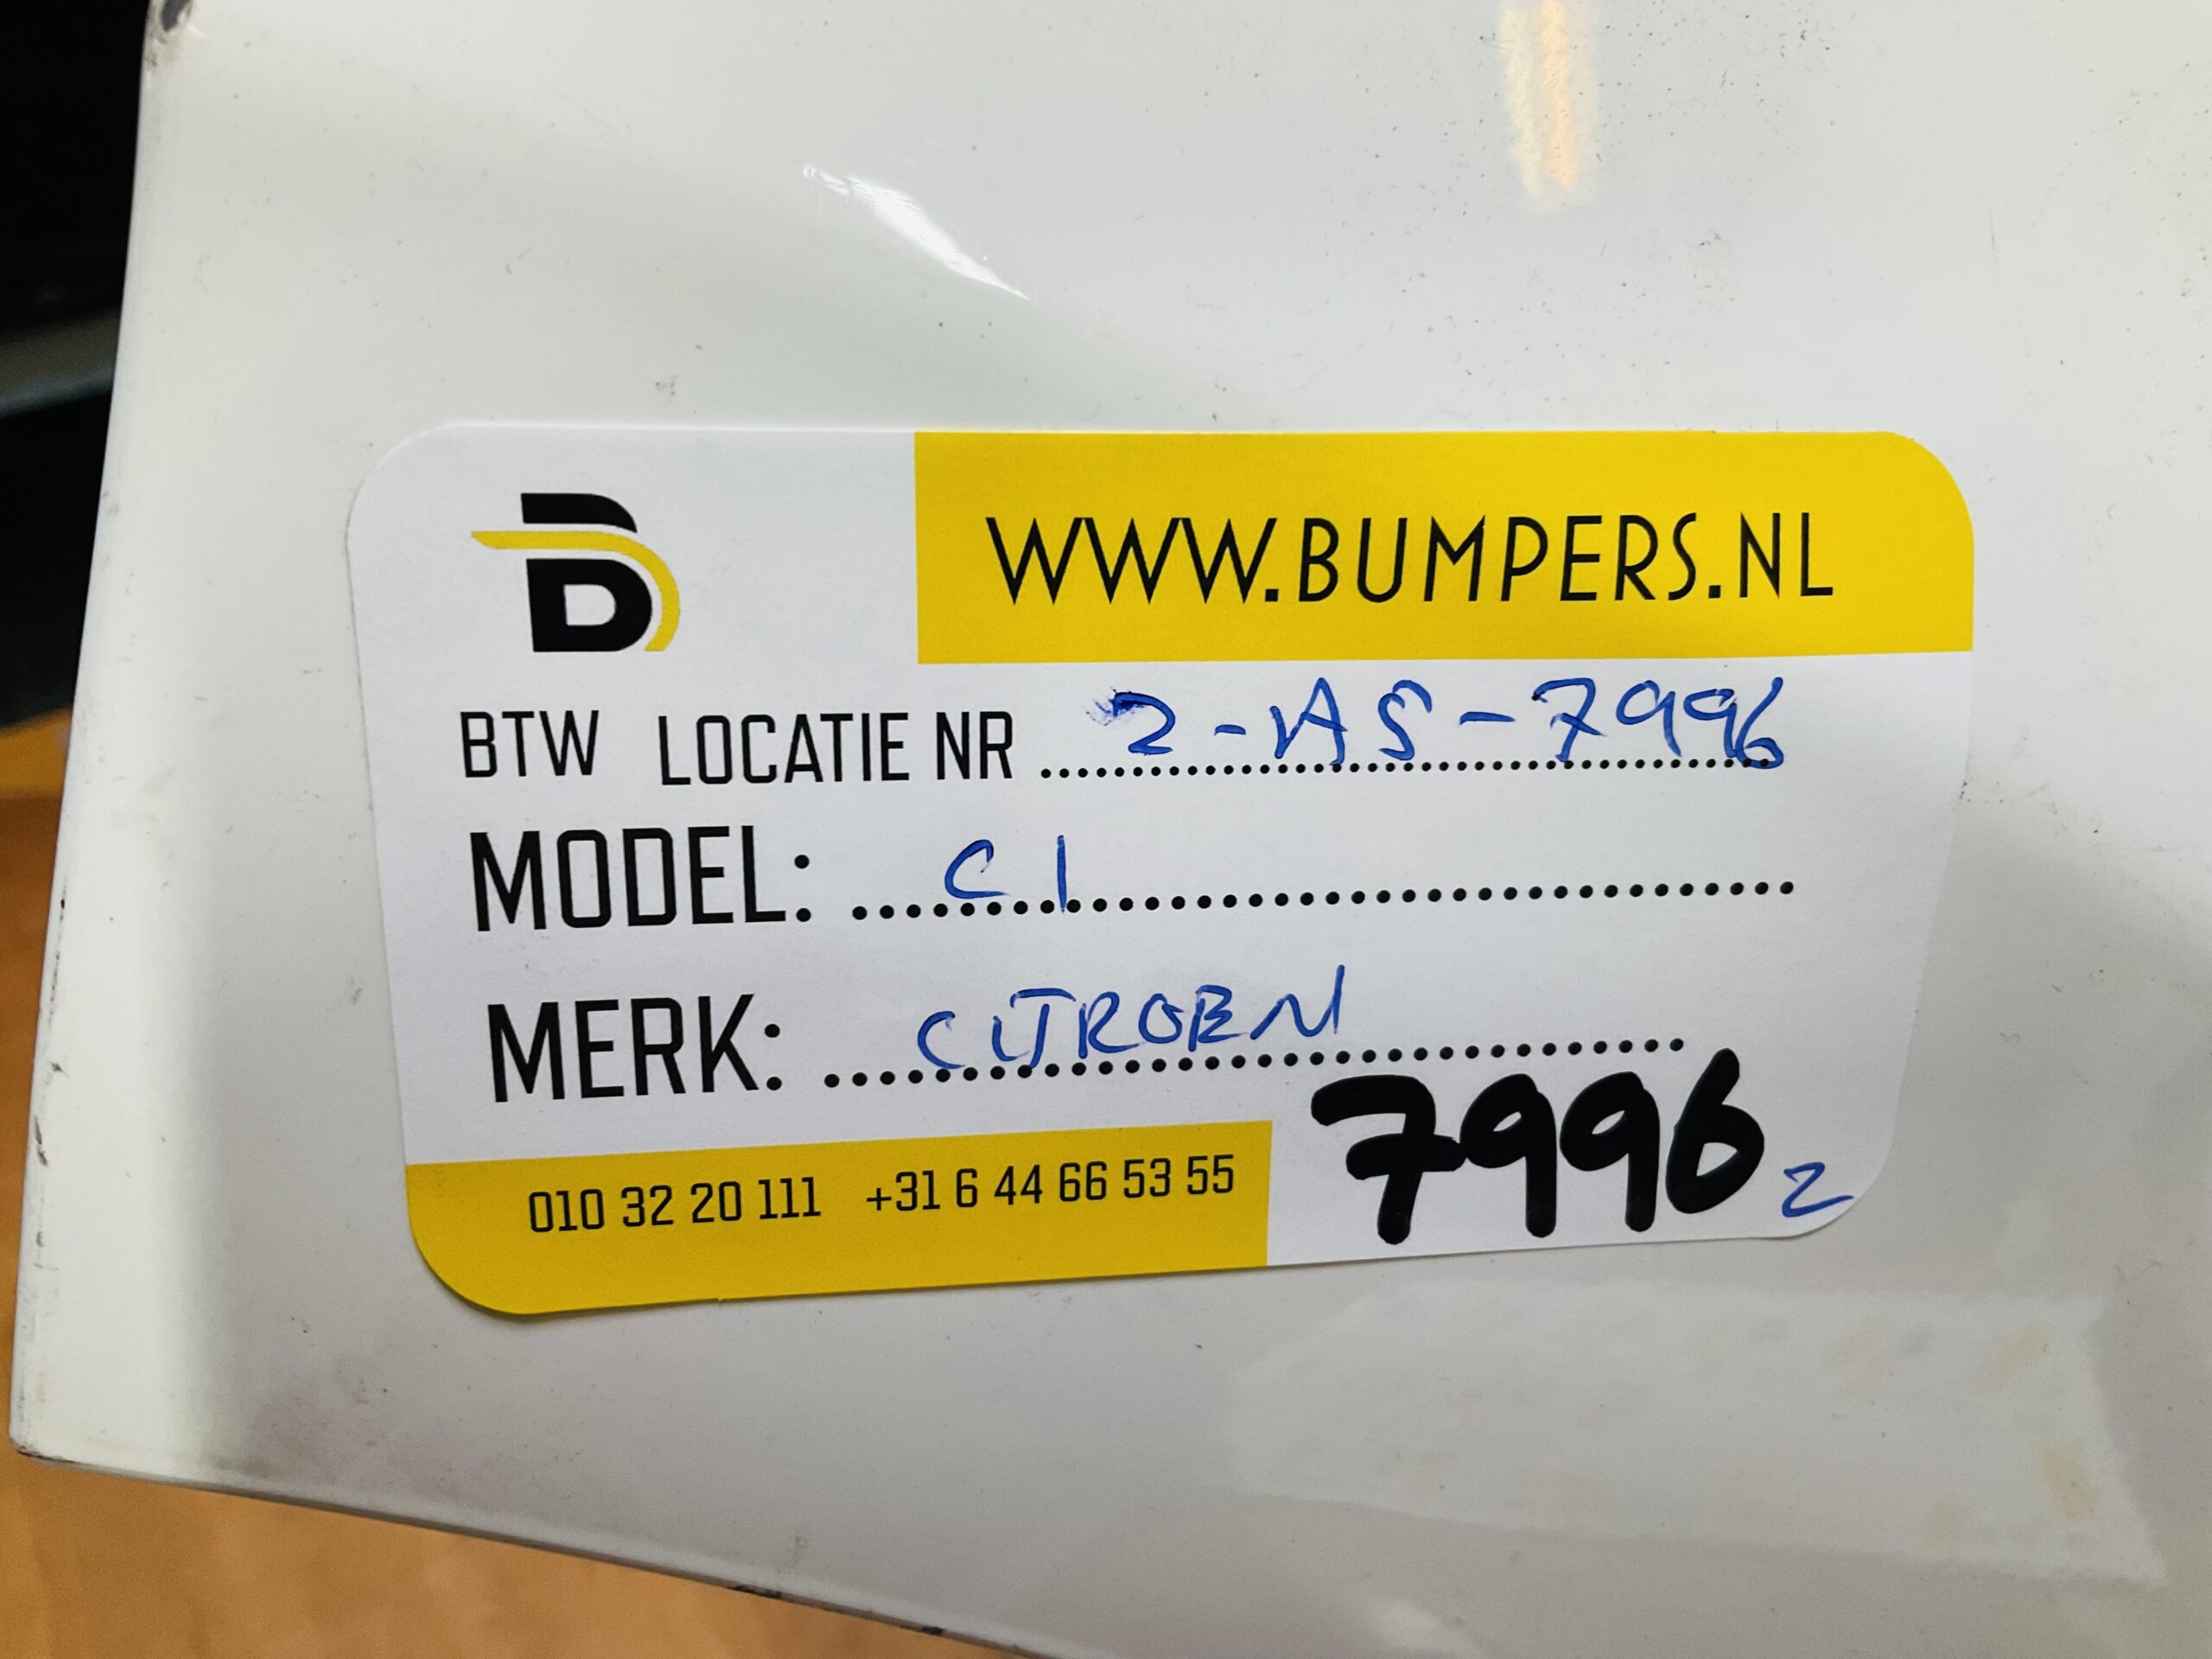 B
WWW.BUMPERS.NL
BTW LOCATIE NR 2-AS-7996
MODEL: C1
MERK: CITROEN
7996 2
010 32 20 111 +31 6 44 66 53 55